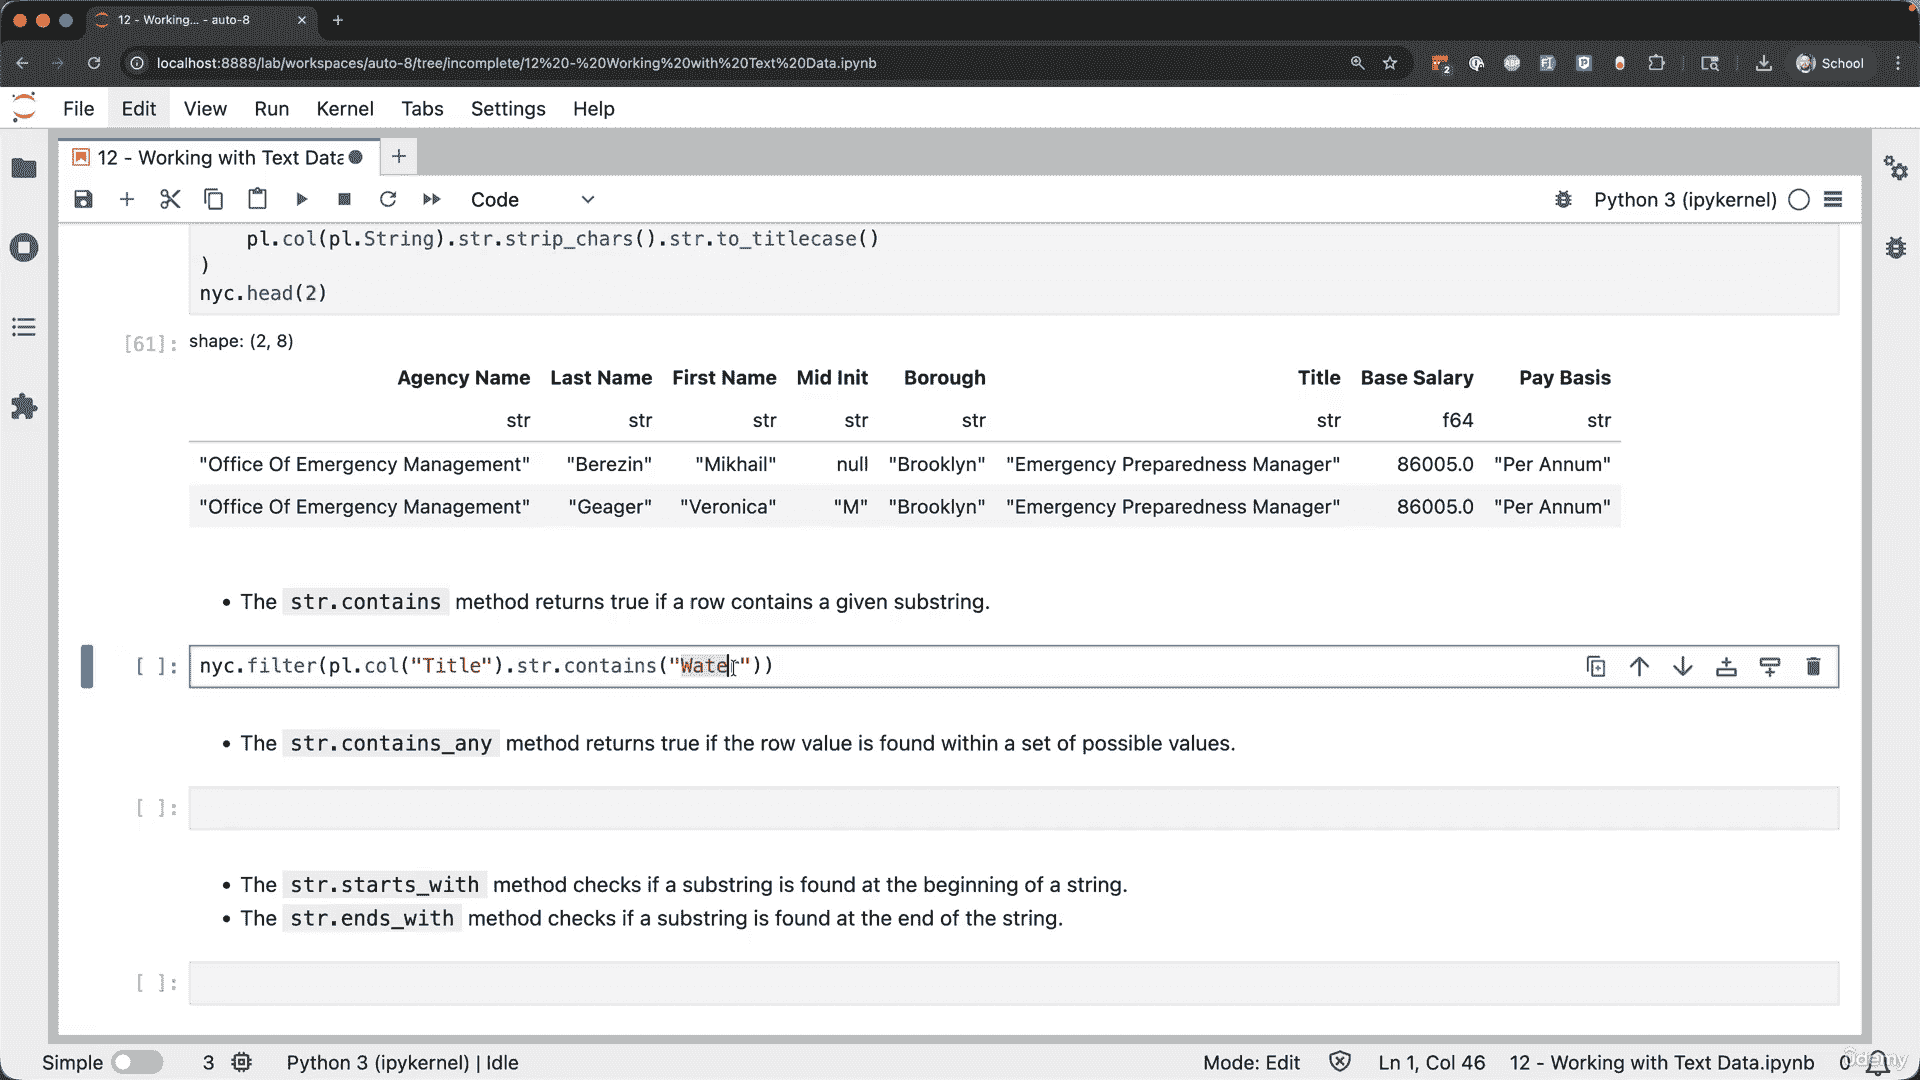 12 - Working... - auto-8
localhost:8888/lab/workspaces/auto-8/tree/incomplete/12%20-%20Working%20with%20Text%20Data.ipynb
2
ABP
School
File Edit View Run Kernel Tabs Settings Help
12 - Working with Text Data
Code
Python 3 (ipykernel)
pl.col(pl.String).str.strip_chars().str.to_titlecase()
)
nyc.head(2)
[61]: shape: (2, 8)
Agency Name Last Name First Name Mid Init Borough Title Base Salary Pay Basis
str str str str str str f64 str
"Office Of Emergency Management" "Berezin" "Mikhail" null "Brooklyn" "Emergency Preparedness Manager" 86005.0 "Per Annum"
"Office Of Emergency Management" "Geager" "Veronica" "M" "Brooklyn" "Emergency Preparedness Manager" 86005.0 "Per Annum"
• The str.contains method returns true if a row contains a given substring.
[ ]: nyc.filter(pl.col("Title").str.contains("Water"))
• The str.contains_any method returns true if the row value is found within a set of possible values.
[ ]:
• The str.starts_with method checks if a substring is found at the beginning of a string.
• The str.ends_with method checks if a substring is found at the end of the string.
[ ]:
Simple 3 Python 3 (ipykernel) | Idle Mode: Edit Ln 1, Col 46 12 - Working with Text Data.ipynb 0
udemy